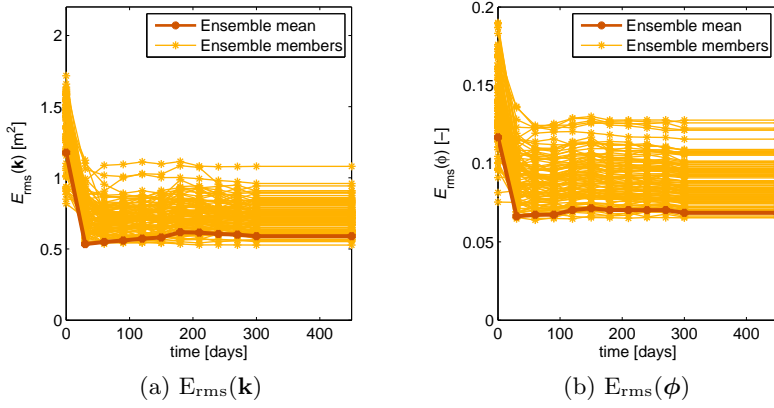 Ensemble mean
Ensemble members
2
1.5
1
0.5
0
E_rms(k) [m²]
0 100 200 300 400
time [days]
(a) E_rms(k)
Ensemble mean
Ensemble members
0.2
0.15
0.1
0.05
0
E_rms(ϕ) [-]
0 100 200 300 400
time [days]
(b) E_rms(ϕ)